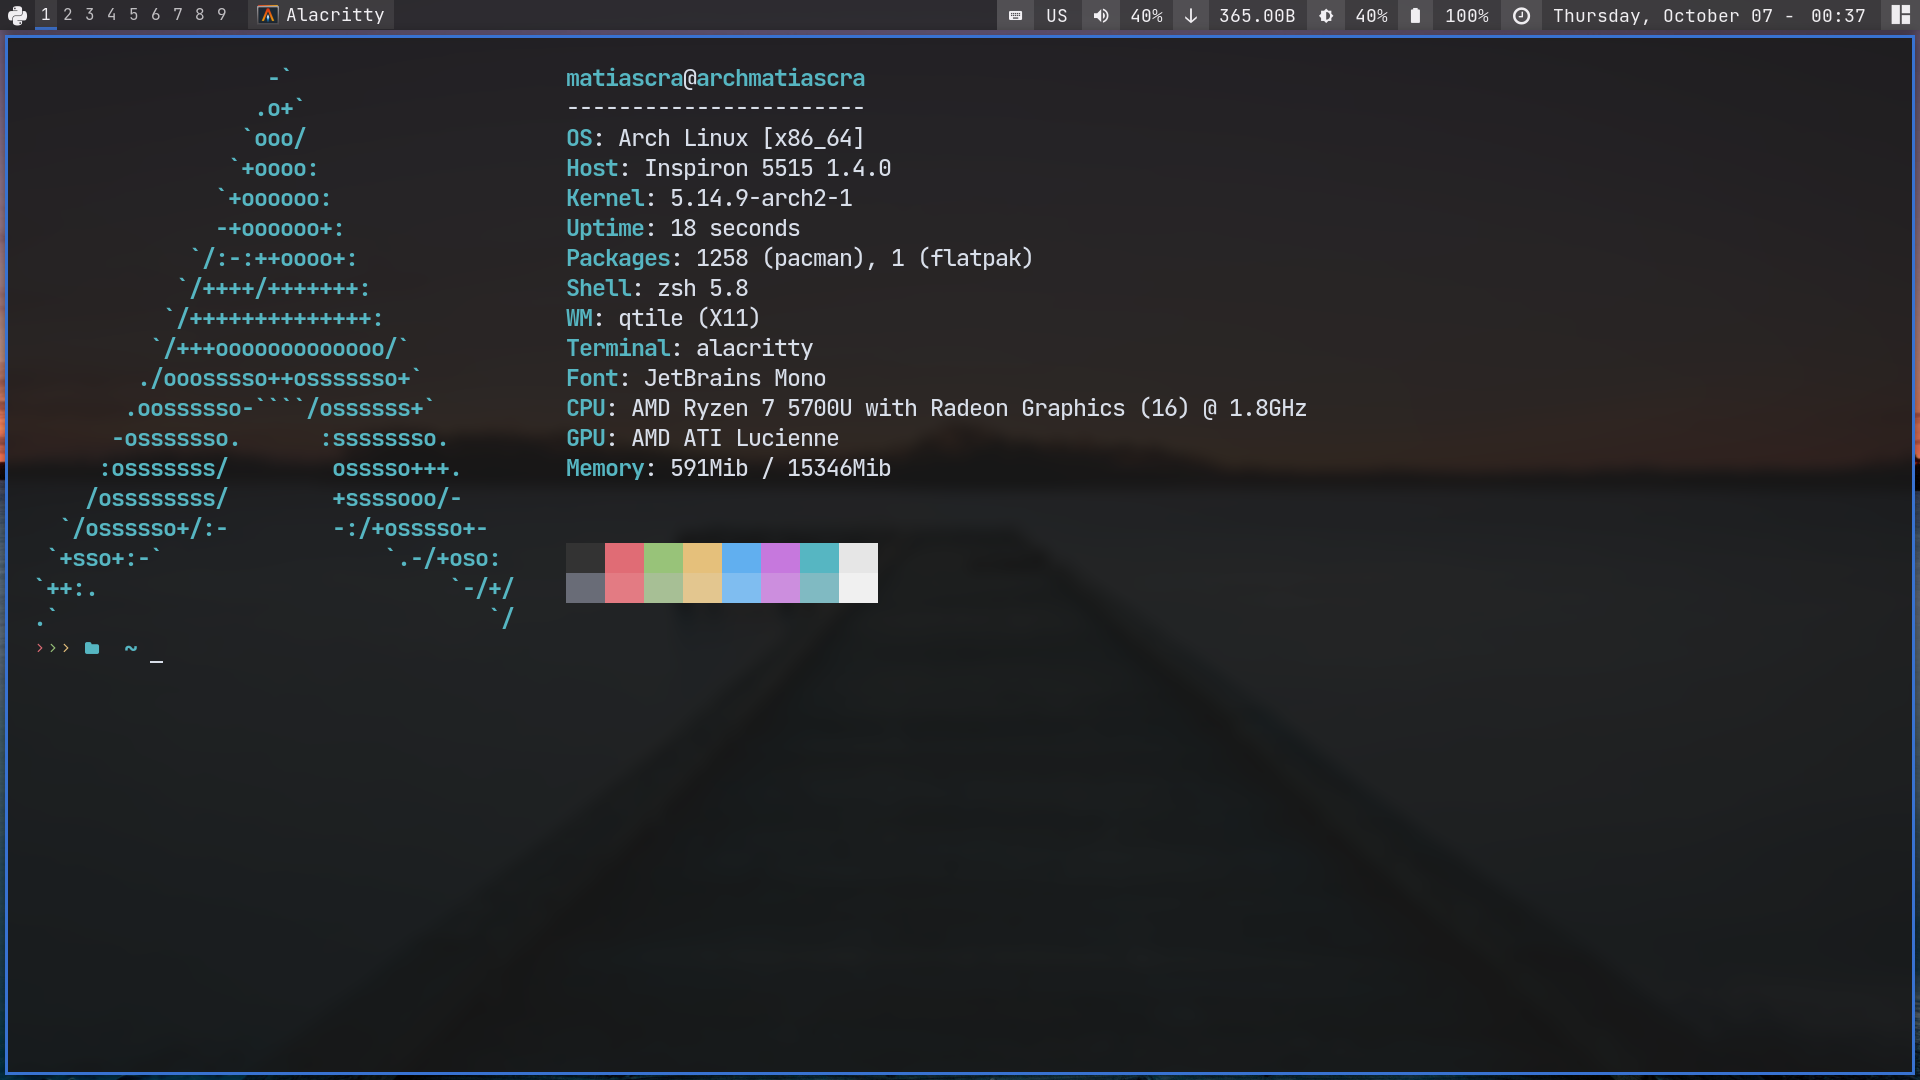 1 2 3 4 5 6 7 8 9 Alacritty US 40% 365.00B 40% 100% Thursday, October 07 - 00:37
-`
.o+`
`ooo/
`+oooo:
`+oooooo:
-+oooooo+:
`/:-:++oooo+:
`/++++/+++++++:
`/++++++++++++++:
`/+++ooooooooooooo/`
./ooosssso++osssssso+`
.oossssso-````/ossssss+`
-osssssso. :ssssssso.
:osssssss/ osssso+++.
/ossssssss/ +ssssooo/-
`/ossssso+/:- -:/+osssso+-
`+sso+:-` `.-/+oso:
`++:. `-/+/
.` `/
matiascra@archmatiascra
-----------------------
OS: Arch Linux [x86_64]
Host: Inspiron 5515 1.4.0
Kernel: 5.14.9-arch2-1
Uptime: 18 seconds
Packages: 1258 (pacman), 1 (flatpak)
Shell: zsh 5.8
WM: qtile (X11)
Terminal: alacritty
Font: JetBrains Mono
CPU: AMD Ryzen 7 5700U with Radeon Graphics (16) @ 1.8GHz
GPU: AMD ATI Lucienne
Memory: 591Mib / 15346Mib
››› ~ _